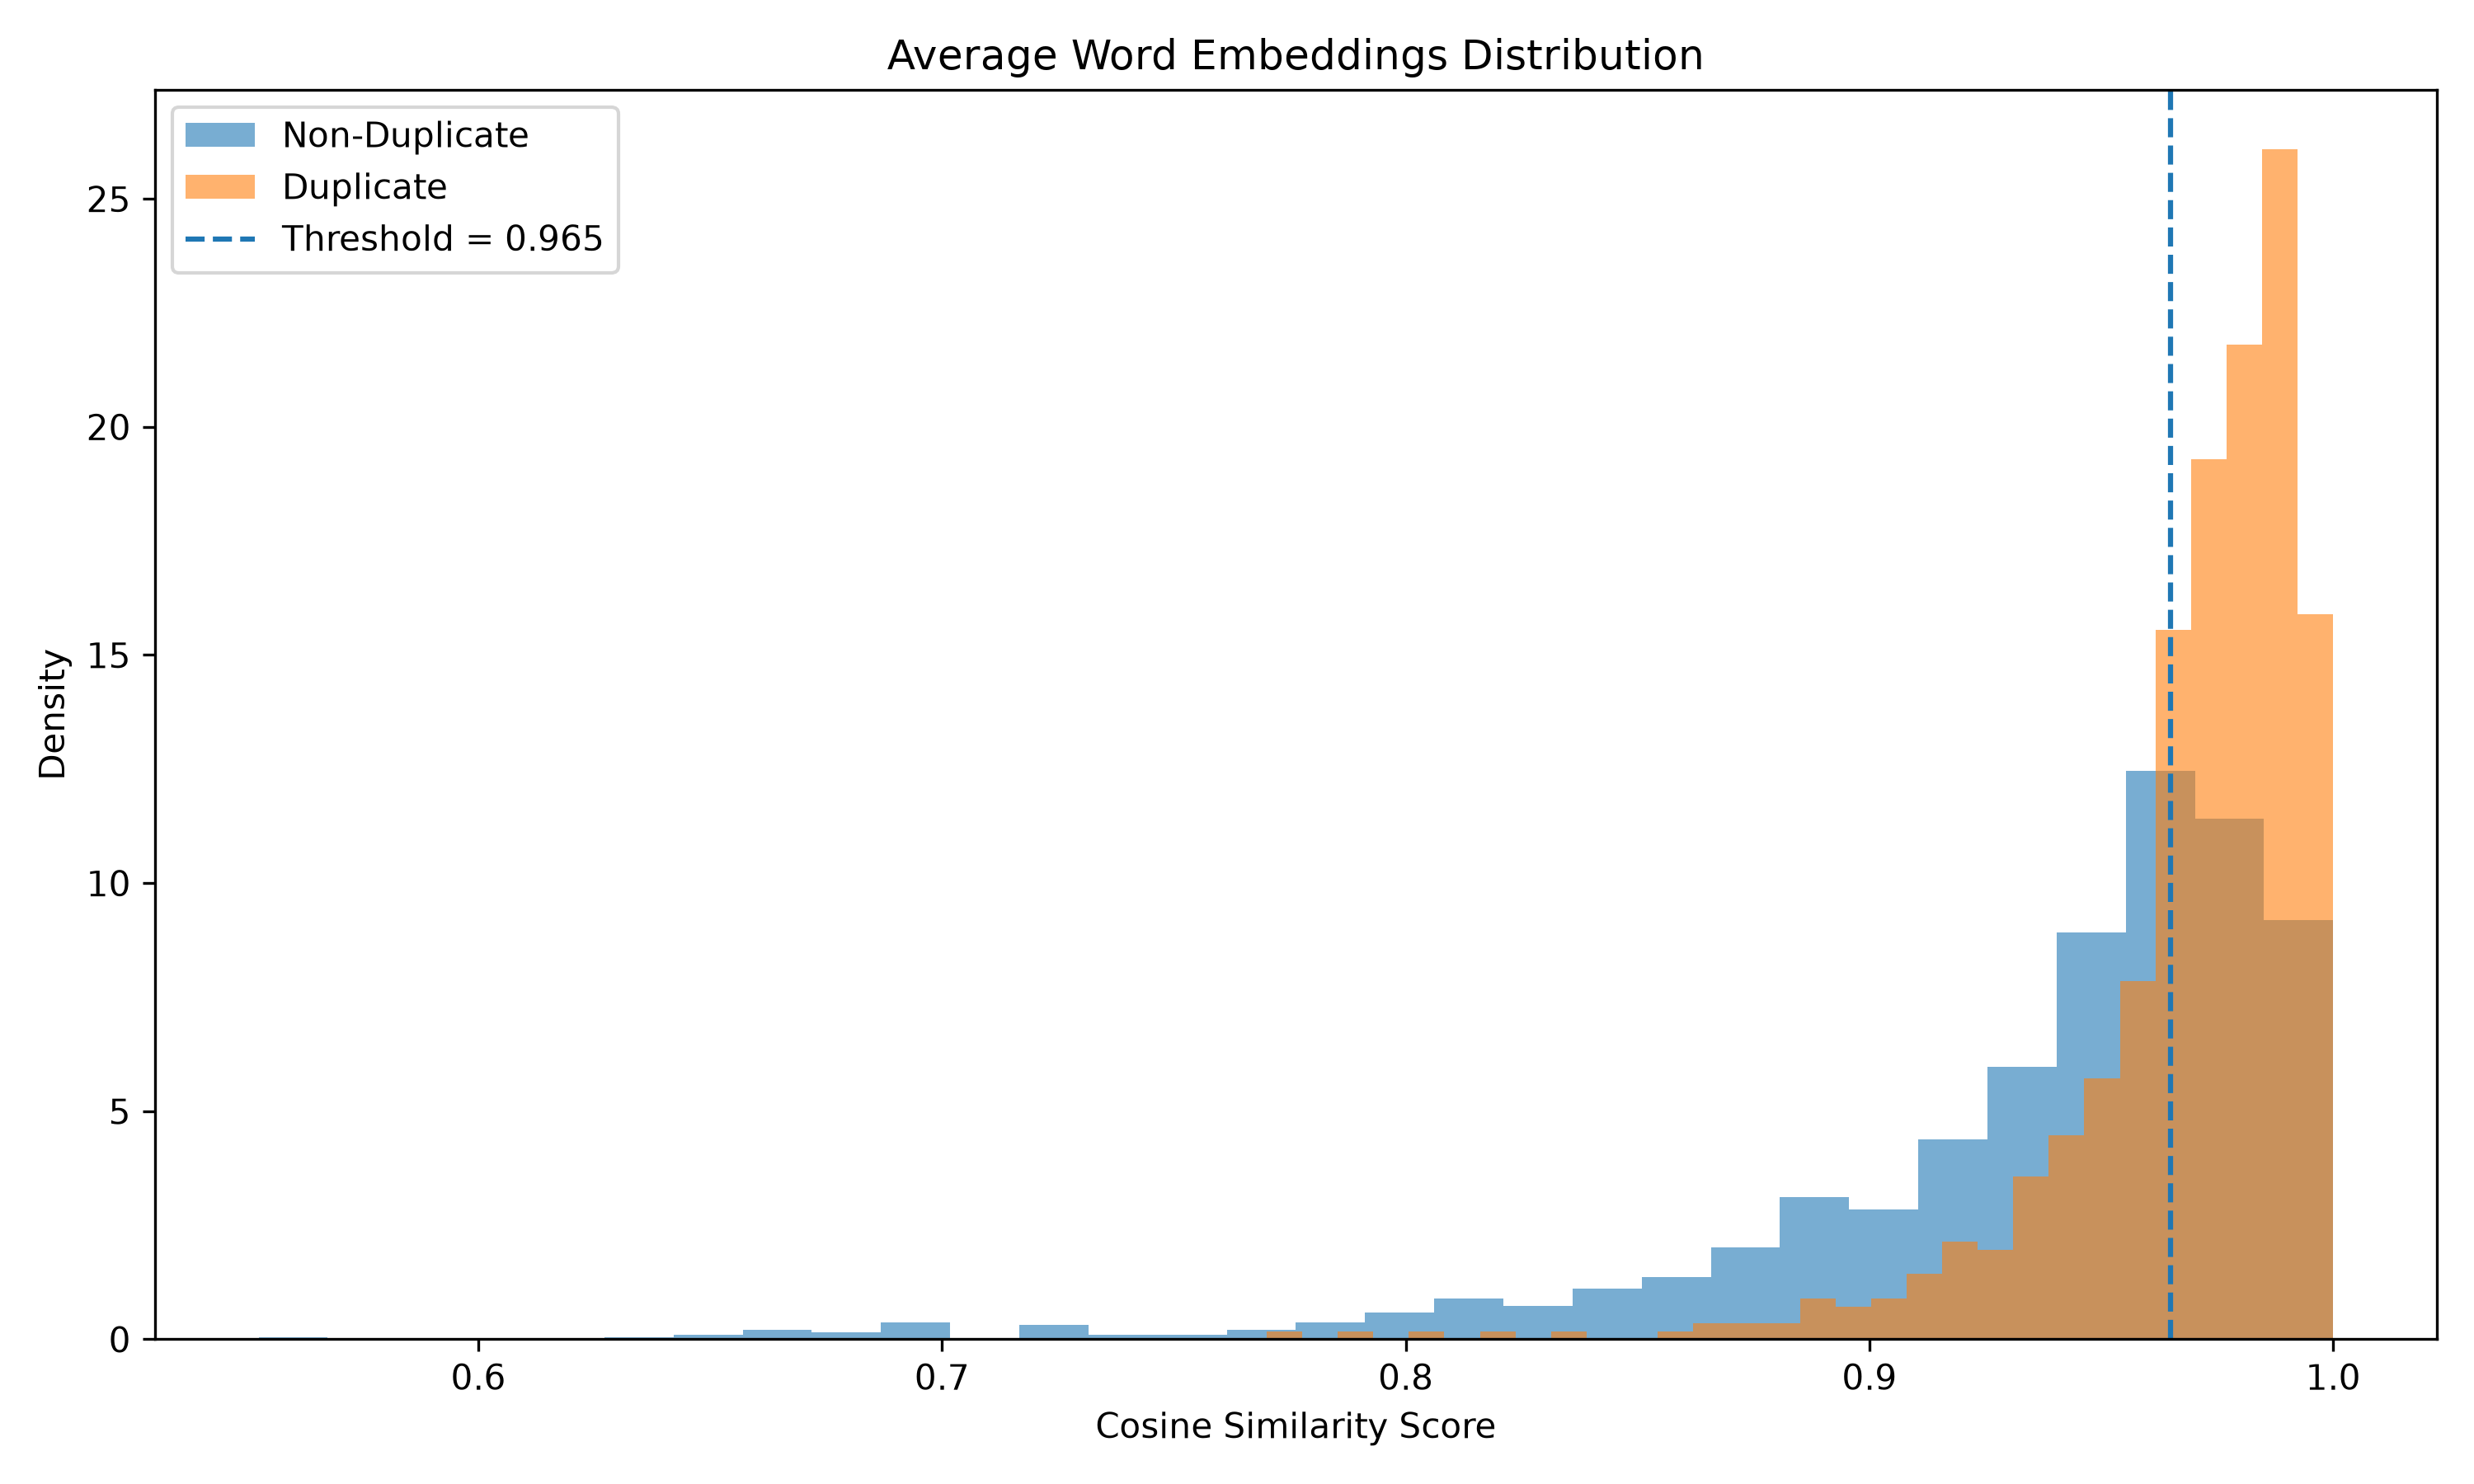 Average Word Embeddings Distribution
Non-Duplicate
Duplicate
Threshold = 0.965
Density
25
20
15
10
5
0
0.6 0.7 0.8 0.9 1.0
Cosine Similarity Score